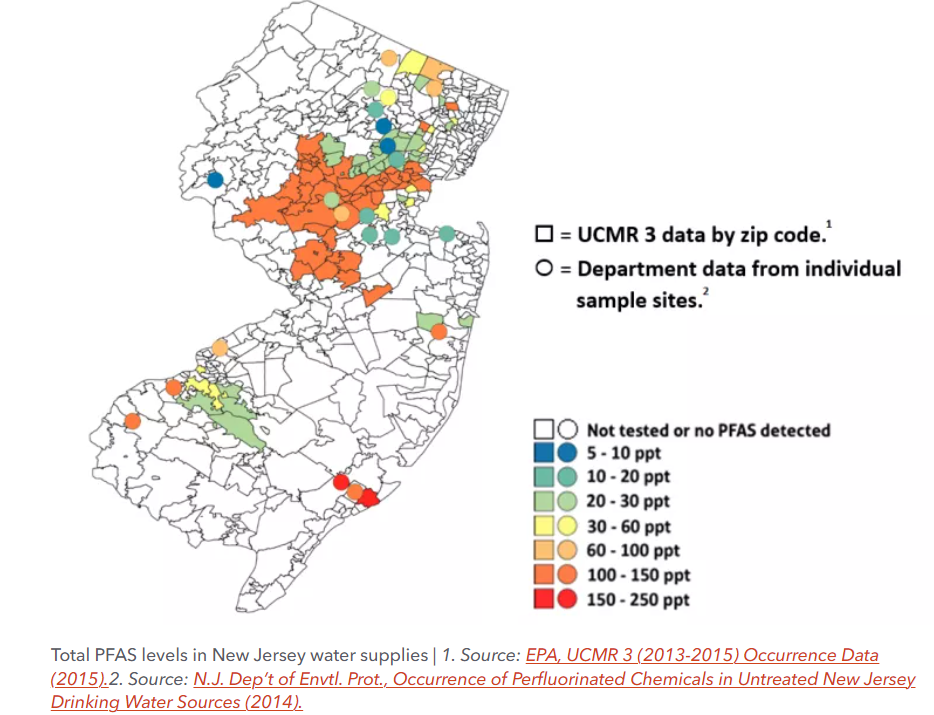 = UCMR 3 data by zip code.1
= Department data from individual
sample sites.2
Not tested or no PFAS detected
5 - 10 ppt
10 - 20 ppt
20 - 30 ppt
30 - 60 ppt
60 - 100 ppt
100 - 150 ppt
150 - 250 ppt
Total PFAS levels in New Jersey water supplies | 1. Source: EPA, UCMR 3 (2013-2015) Occurrence Data
(2015).2. Source: N.J. Dep’t of Envtl. Prot., Occurrence of Perfluorinated Chemicals in Untreated New Jersey
Drinking Water Sources (2014).